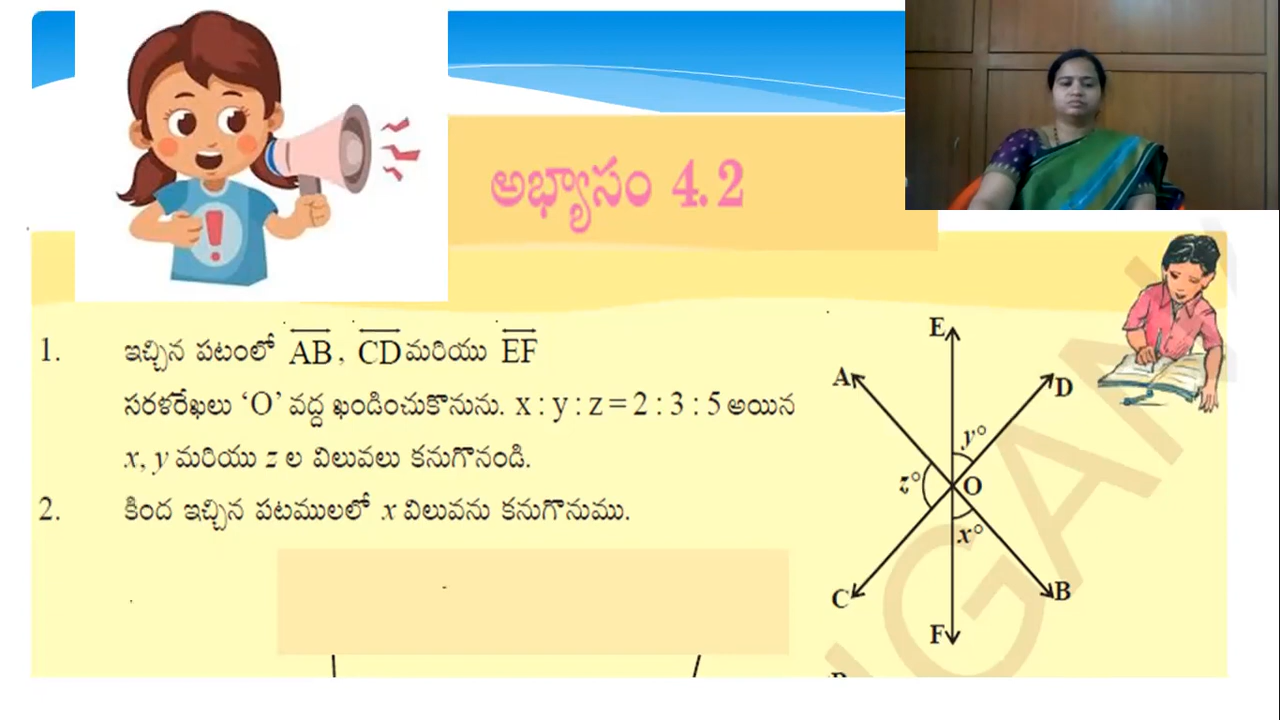 అభ్యాసం 4.2
1. ఇచ్చిన పటంలో AB, CD మరియు EF
సరళరేఖలు ‘O’ వద్ద ఖండించుకొనును. x : y : z = 2 : 3 : 5 అయిన
x, y మరియు z ల విలువలు కనుగొనండి.
2. కింద ఇచ్చిన పటములలో x విలువను కనుగొనుము.
E
A
D
y°
z°
O
x°
C
B
F